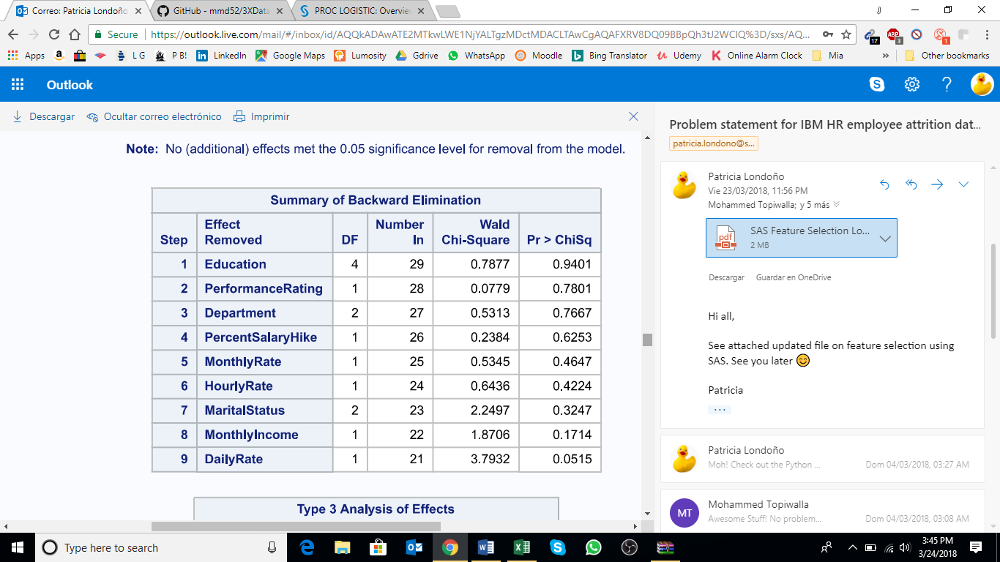 Correo: Patricia Londoño
GitHub - mmd52/3XData
PROC LOGISTIC: Overview
Secure
https://outlook.live.com/mail/#/inbox/id/AQQkADAwATE2MTkwLWE1NjYALTgzMDctMDACLTAwCgAQAFXRV8DQ09BBpQh3tJ2WClQ%3D/sxs/AQ...
17
ABP
3
1
Apps
L G
P B!
LinkedIn
Google Maps
Lumosity
Gdrive
WhatsApp
Moodle
Bing Translator
Udemy
Online Alarm Clock
Mia
»
Other bookmarks
Outlook
Descargar
Ocultar correo electrónico
Imprimir
Note: No (additional) effects met the 0.05 significance level for removal from the model.
Summary of Backward Elimination
Step Effect Removed DF Number In Wald Chi-Square Pr > ChiSq
1 Education 4 29 0.7877 0.9401
2 PerformanceRating 1 28 0.0779 0.7801
3 Department 2 27 0.5313 0.7667
4 PercentSalaryHike 1 26 0.2384 0.6253
5 MonthlyRate 1 25 0.5345 0.4647
6 HourlyRate 1 24 0.6436 0.4224
7 MaritalStatus 2 23 2.2497 0.3247
8 MonthlyIncome 1 22 1.8706 0.1714
9 DailyRate 1 21 3.7932 0.0515
Type 3 Analysis of Effects
Problem statement for IBM HR employee attrition dat...
patricia.londono@s...
Patricia Londoño
Vie 23/03/2018, 11:56 PM
Mohammed Topiwalla; y 5 más
pdf
SAS Feature Selection Lo...
2 MB
Descargar Guardar en OneDrive
Hi all,
See attached updated file on feature selection using
SAS. See you later 😊
Patricia
...
Patricia Londoño
Moh! Check out the Python ...
Dom 04/03/2018, 03:27 AM
MT
Mohammed Topiwalla
Awesome Stuff! No problem...
Dom 04/03/2018, 03:08 AM
Type here to search
3:45 PM
3/24/2018